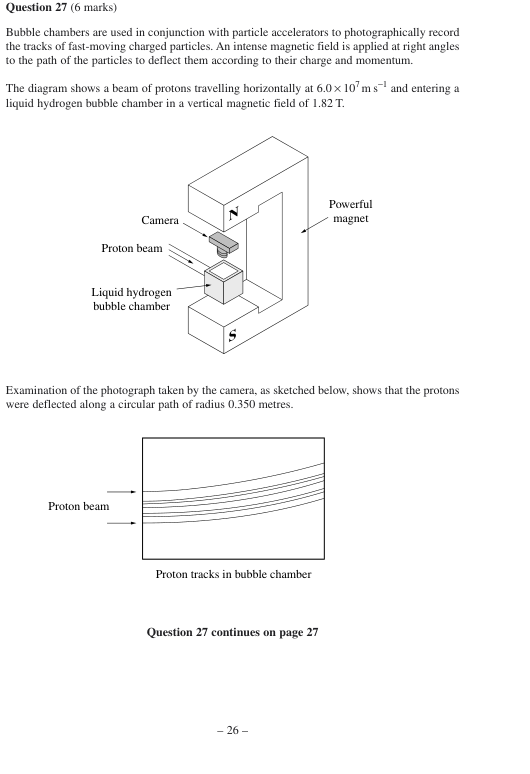 Question 27 (6 marks)
Bubble chambers are used in conjunction with particle accelerators to photographically record
the tracks of fast-moving charged particles. An intense magnetic field is applied at right angles
to the path of the particles to deflect them according to their charge and momentum.
The diagram shows a beam of protons travelling horizontally at 6.0 × 10⁷ m s⁻¹ and entering a
liquid hydrogen bubble chamber in a vertical magnetic field of 1.82 T.
N
Powerful
magnet
Camera
Proton beam
Liquid hydrogen
bubble chamber
S
Examination of the photograph taken by the camera, as sketched below, shows that the protons
were deflected along a circular path of radius 0.350 metres.
Proton beam
Proton tracks in bubble chamber
Question 27 continues on page 27
– 26 –